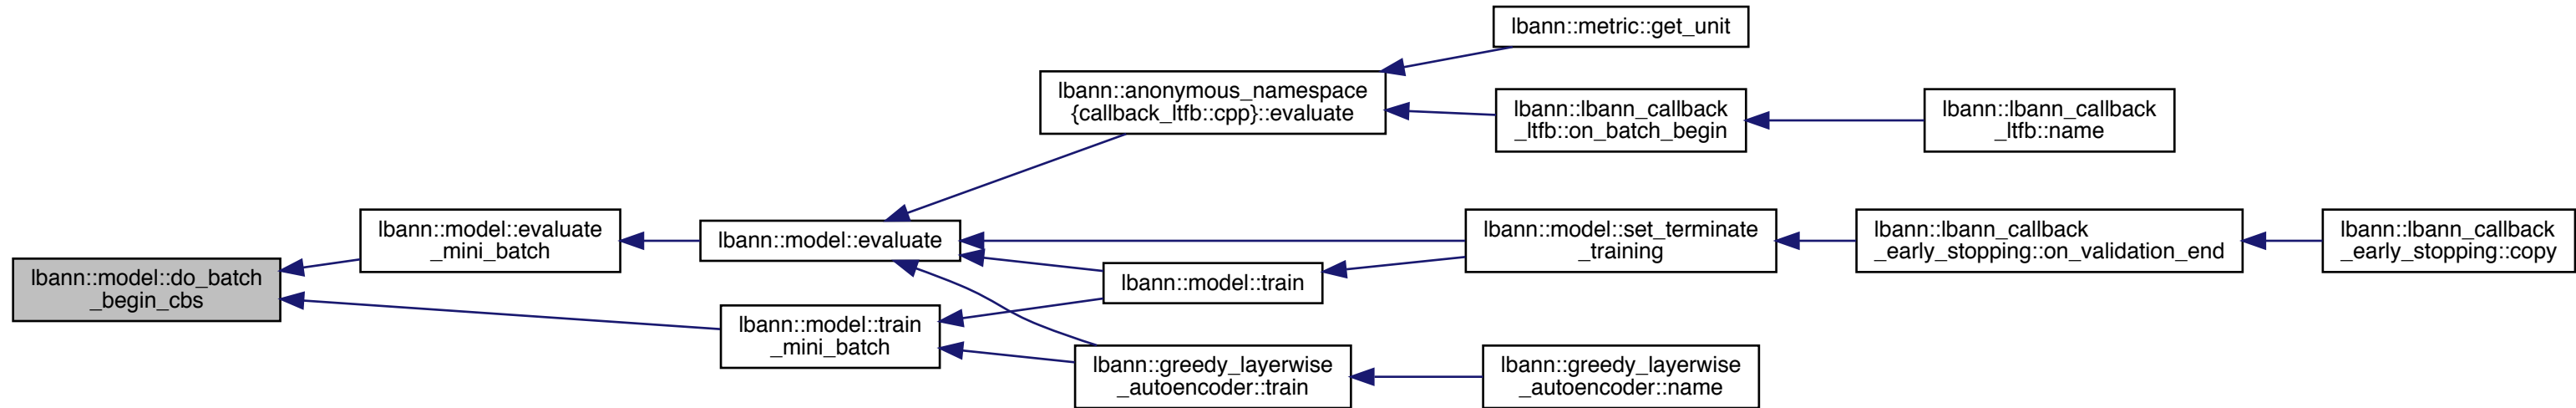 lbann::model::do_batch
_begin_cbs
lbann::model::evaluate
_mini_batch
lbann::model::train
_mini_batch
lbann::model::evaluate
lbann::anonymous_namespace
{callback_ltfb::cpp}::evaluate
lbann::model::train
lbann::greedy_layerwise
_autoencoder::train
lbann::metric::get_unit
lbann::lbann_callback
_ltfb::on_batch_begin
lbann::model::set_terminate
_training
lbann::greedy_layerwise
_autoencoder::name
lbann::lbann_callback
_ltfb::name
lbann::lbann_callback
_early_stopping::on_validation_end
lbann::lbann_callback
_early_stopping::copy